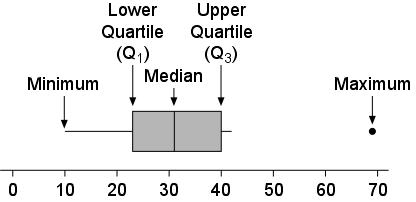 Lower
Quartile
(Q1)
Upper
Quartile
(Q3)
Minimum
Median
Maximum
0 10 20 30 40 50 60 70